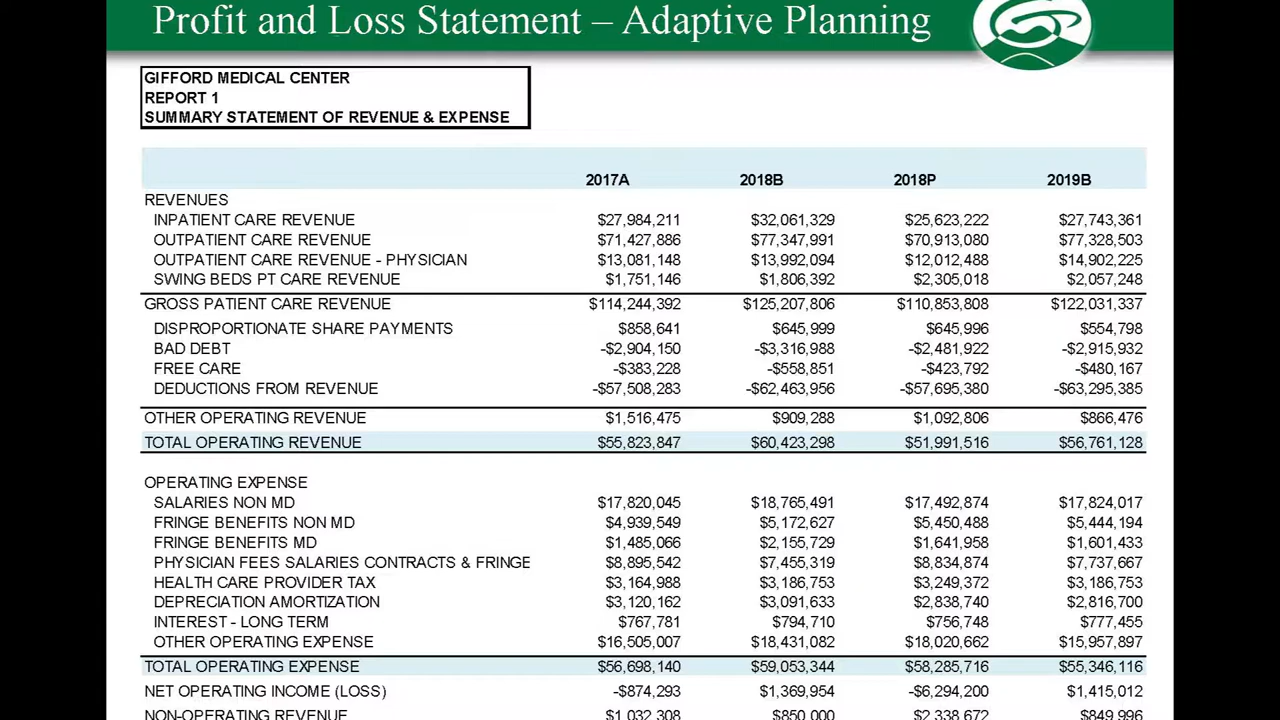 Profit and Loss Statement – Adaptive Planning
GIFFORD MEDICAL CENTER
REPORT 1
SUMMARY STATEMENT OF REVENUE & EXPENSE
2017A 2018B 2018P 2019B
REVENUES
INPATIENT CARE REVENUE $27,984,211 $32,061,329 $25,623,222 $27,743,361
OUTPATIENT CARE REVENUE $71,427,886 $77,347,991 $70,913,080 $77,328,503
OUTPATIENT CARE REVENUE - PHYSICIAN $13,081,148 $13,992,094 $12,012,488 $14,902,225
SWING BEDS PT CARE REVENUE $1,751,146 $1,806,392 $2,305,018 $2,057,248
GROSS PATIENT CARE REVENUE $114,244,392 $125,207,806 $110,853,808 $122,031,337
DISPROPORTIONATE SHARE PAYMENTS $858,641 $645,999 $645,996 $554,798
BAD DEBT -$2,904,150 -$3,316,988 -$2,481,922 -$2,915,932
FREE CARE -$383,228 -$558,851 -$423,792 -$480,167
DEDUCTIONS FROM REVENUE -$57,508,283 -$62,463,956 -$57,695,380 -$63,295,385
OTHER OPERATING REVENUE $1,516,475 $909,288 $1,092,806 $866,476
TOTAL OPERATING REVENUE $55,823,847 $60,423,298 $51,991,516 $56,761,128
OPERATING EXPENSE
SALARIES NON MD $17,820,045 $18,765,491 $17,492,874 $17,824,017
FRINGE BENEFITS NON MD $4,939,549 $5,172,627 $5,450,488 $5,444,194
FRINGE BENEFITS MD $1,485,066 $2,155,729 $1,641,958 $1,601,433
PHYSICIAN FEES SALARIES CONTRACTS & FRINGE $8,895,542 $7,455,319 $8,834,874 $7,737,667
HEALTH CARE PROVIDER TAX $3,164,988 $3,186,753 $3,249,372 $3,186,753
DEPRECIATION AMORTIZATION $3,120,162 $3,091,633 $2,838,740 $2,816,700
INTEREST - LONG TERM $767,781 $794,710 $756,748 $777,455
OTHER OPERATING EXPENSE $16,505,007 $18,431,082 $18,020,662 $15,957,897
TOTAL OPERATING EXPENSE $56,698,140 $59,053,344 $58,285,716 $55,346,116
NET OPERATING INCOME (LOSS) -$874,293 $1,369,954 -$6,294,200 $1,415,012
NON-OPERATING REVENUE $1,032,308 $850,000 $2,338,672 $849,996